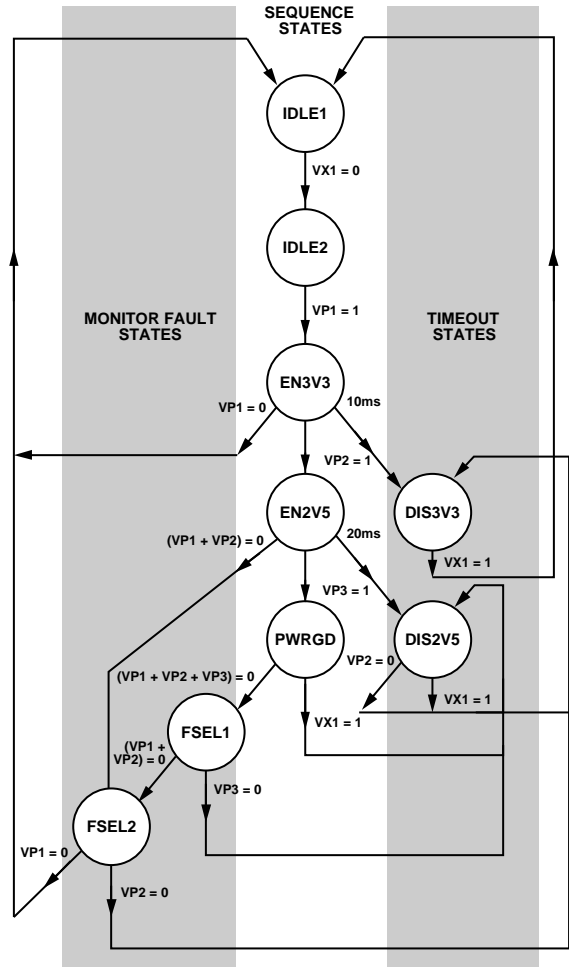 SEQUENCE
STATES
IDLE1
VX1 = 0
IDLE2
VP1 = 1
MONITOR FAULT
STATES
TIMEOUT
STATES
EN3V3
VP1 = 0
10ms
VP2 = 1
DIS3V3
EN2V5
(VP1 + VP2) = 0
20ms
VX1 = 1
VP3 = 1
PWRGD
DIS2V5
VP2 = 0
(VP1 + VP2 + VP3) = 0
VX1 = 1
VX1 = 1
FSEL1
(VP1 +
VP2) = 0
VP3 = 0
FSEL2
VP1 = 0
VP2 = 0